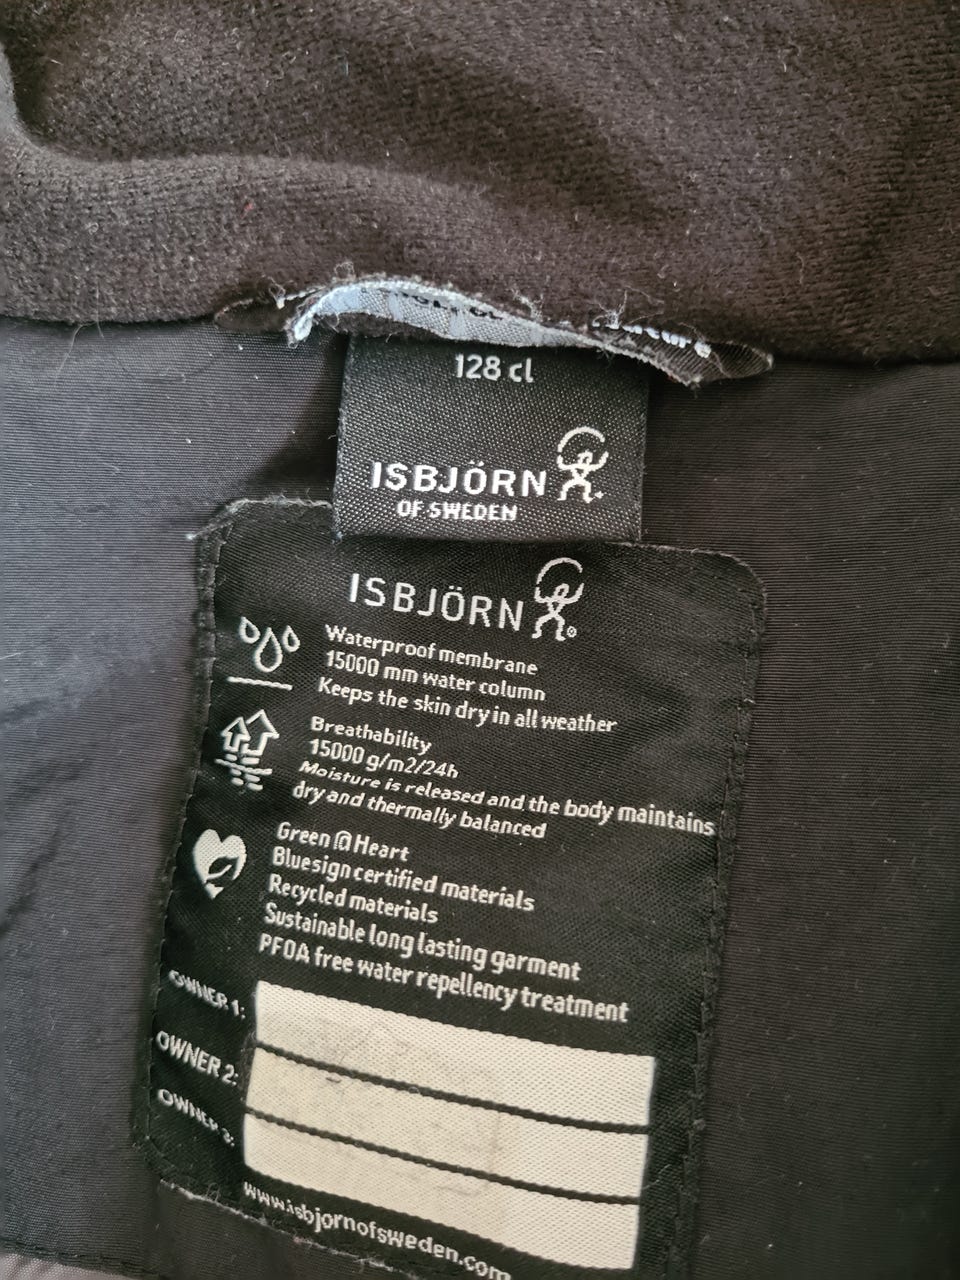 Nature
128 cl
ISBJÖRN
OF SWEDEN
ISBJÖRN
Waterproof membrane
15000 mm water column
Keeps the skin dry in all weather
Breathability
15000 g/m2/24h
Moisture is released and the body maintains
dry and thermally balanced
Green @ Heart
Bluesign certified materials
Recycled materials
Sustainable long lasting garment
PFOA free water repellency treatment
OWNER 1:
OWNER 2:
OWNER 3:
www.isbjornofsweden.com